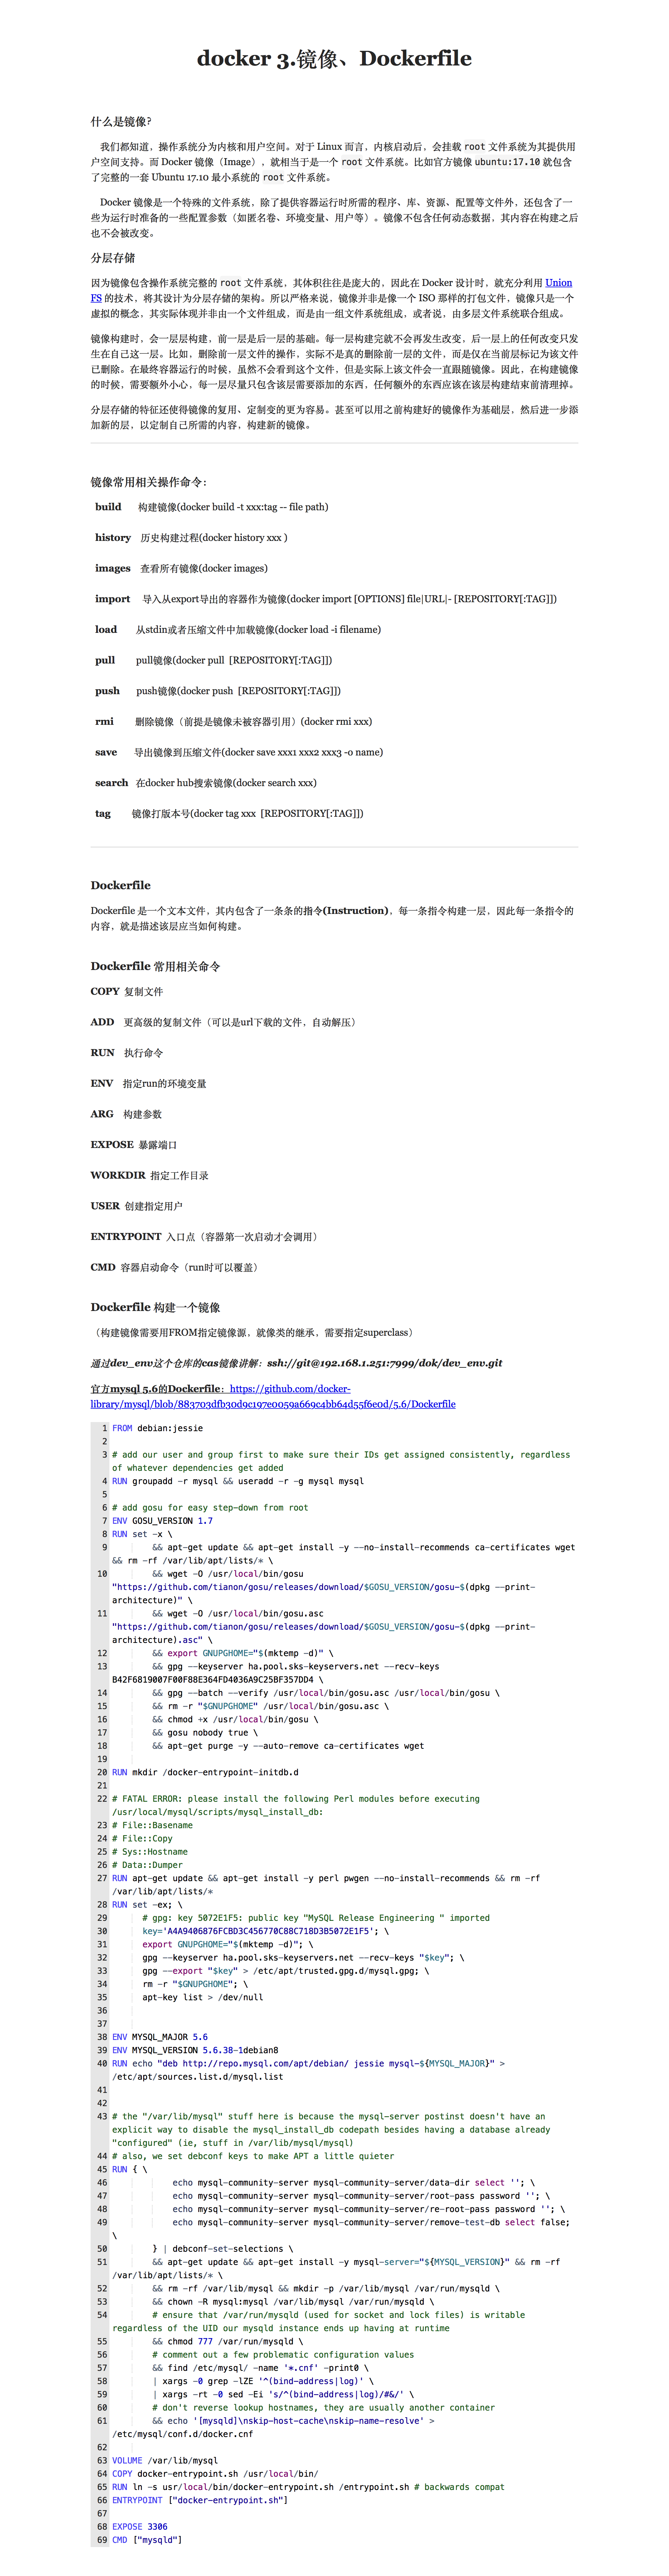 docker 3.镜像、Dockerfile
什么是镜像?
我们都知道，操作系统分为内核和用户空间。对于 Linux 而言，内核启动后，会挂载 root 文件系统为其提供用
户空间支持。而 Docker 镜像（Image），就相当于是一个 root 文件系统。比如官方镜像 ubuntu:17.10 就包含
了完整的一套 Ubuntu 17.10 最小系统的 root 文件系统。
Docker 镜像是一个特殊的文件系统，除了提供容器运行时所需的程序、库、资源、配置等文件外，还包含了一
些为运行时准备的一些配置参数（如匿名卷、环境变量、用户等）。镜像不包含任何动态数据，其内容在构建之后
也不会被改变。
分层存储
因为镜像包含操作系统完整的 root 文件系统，其体积往往是庞大的，因此在 Docker 设计时，就充分利用 Union
FS 的技术，将其设计为分层存储的架构。所以严格来说，镜像并非是像一个 ISO 那样的打包文件，镜像只是一个
虚拟的概念，其实际体现并非由一个文件组成，而是由一组文件系统组成，或者说，由多层文件系统联合组成。
镜像构建时，会一层层构建，前一层是后一层的基础。每一层构建完就不会再发生改变，后一层上的任何改变只发
生在自己这一层。比如，删除前一层文件的操作，实际不是真的删除前一层的文件，而是仅在当前层标记为该文件
已删除。在最终容器运行的时候，虽然不会看到这个文件，但是实际上该文件会一直跟随镜像。因此，在构建镜像
的时候，需要额外小心，每一层尽量只包含该层需要添加的东西，任何额外的东西应该在该层构建结束前清理掉。
分层存储的特征还使得镜像的复用、定制变的更为容易。甚至可以用之前构建好的镜像作为基础层，然后进一步添
加新的层，以定制自己所需的内容，构建新的镜像。
镜像常用相关操作命令：
build 构建镜像(docker build -t xxx:tag -- file path)
history 历史构建过程(docker history xxx )
images 查看所有镜像(docker images)
import 导入从export导出的容器作为镜像(docker import [OPTIONS] file|URL|- [REPOSITORY[:TAG]])
load 从stdin或者压缩文件中加载镜像(docker load -i filename)
pull pull镜像(docker pull [REPOSITORY[:TAG]])
push push镜像(docker push [REPOSITORY[:TAG]])
rmi 删除镜像（前提是镜像未被容器引用）(docker rmi xxx)
save 导出镜像到压缩文件(docker save xxx1 xxx2 xxx3 -o name)
search 在docker hub搜索镜像(docker search xxx)
tag 镜像打版本号(docker tag xxx [REPOSITORY[:TAG]])
Dockerfile
Dockerfile 是一个文本文件，其内包含了一条条的指令(Instruction)，每一条指令构建一层，因此每一条指令的
内容，就是描述该层应当如何构建。
Dockerfile 常用相关命令
COPY 复制文件
ADD 更高级的复制文件（可以是url下载的文件，自动解压）
RUN 执行命令
ENV 指定run的环境变量
ARG 构建参数
EXPOSE 暴露端口
WORKDIR 指定工作目录
USER 创建指定用户
ENTRYPOINT 入口点（容器第一次启动才会调用）
CMD 容器启动命令（run时可以覆盖）
Dockerfile 构建一个镜像
（构建镜像需要用FROM指定镜像源，就像类的继承，需要指定superclass）
通过dev_env这个仓库的cas镜像讲解：ssh://git@192.168.1.251:7999/dok/dev_env.git
官方mysql 5.6的Dockerfile：https://github.com/docker-
library/mysql/blob/883703dfb30d9c197e0059a669c4bb64d55f6e0d/5.6/Dockerfile
1 FROM debian:jessie
2
3 # add our user and group first to make sure their IDs get assigned consistently, regardless
of whatever dependencies get added
4 RUN groupadd -r mysql && useradd -r -g mysql mysql
5
6 # add gosu for easy step-down from root
7 ENV GOSU_VERSION 1.7
8 RUN set -x \
9 && apt-get update && apt-get install -y --no-install-recommends ca-certificates wget
&& rm -rf /var/lib/apt/lists/* \
10 && wget -O /usr/local/bin/gosu
"https://github.com/tianon/gosu/releases/download/$GOSU_VERSION/gosu-$(dpkg --print-
architecture)" \
11 && wget -O /usr/local/bin/gosu.asc
"https://github.com/tianon/gosu/releases/download/$GOSU_VERSION/gosu-$(dpkg --print-
architecture).asc" \
12 && export GNUPGHOME="$(mktemp -d)" \
13 && gpg --keyserver ha.pool.sks-keyservers.net --recv-keys
B42F6819007F00F88E364FD4036A9C25BF357DD4 \
14 && gpg --batch --verify /usr/local/bin/gosu.asc /usr/local/bin/gosu \
15 && rm -r "$GNUPGHOME" /usr/local/bin/gosu.asc \
16 && chmod +x /usr/local/bin/gosu \
17 && gosu nobody true \
18 && apt-get purge -y --auto-remove ca-certificates wget
19
20 RUN mkdir /docker-entrypoint-initdb.d
21
22 # FATAL ERROR: please install the following Perl modules before executing
/usr/local/mysql/scripts/mysql_install_db:
23 # File::Basename
24 # File::Copy
25 # Sys::Hostname
26 # Data::Dumper
27 RUN apt-get update && apt-get install -y perl pwgen --no-install-recommends && rm -rf
/var/lib/apt/lists/*
28 RUN set -ex; \
29 # gpg: key 5072E1F5: public key "MySQL Release Engineering " imported
30 key='A4A9406876FCBD3C456770C88C718D3B5072E1F5'; \
31 export GNUPGHOME="$(mktemp -d)"; \
32 gpg --keyserver ha.pool.sks-keyservers.net --recv-keys "$key"; \
33 gpg --export "$key" > /etc/apt/trusted.gpg.d/mysql.gpg; \
34 rm -r "$GNUPGHOME"; \
35 apt-key list > /dev/null
36
37
38 ENV MYSQL_MAJOR 5.6
39 ENV MYSQL_VERSION 5.6.38-1debian8
40 RUN echo "deb http://repo.mysql.com/apt/debian/ jessie mysql-${MYSQL_MAJOR}" >
/etc/apt/sources.list.d/mysql.list
41
42
43 # the "/var/lib/mysql" stuff here is because the mysql-server postinst doesn't have an
explicit way to disable the mysql_install_db codepath besides having a database already
"configured" (ie, stuff in /var/lib/mysql/mysql)
44 # also, we set debconf keys to make APT a little quieter
45 RUN { \
46 echo mysql-community-server mysql-community-server/data-dir select ''; \
47 echo mysql-community-server mysql-community-server/root-pass password ''; \
48 echo mysql-community-server mysql-community-server/re-root-pass password ''; \
49 echo mysql-community-server mysql-community-server/remove-test-db select false;
\
50 } | debconf-set-selections \
51 && apt-get update && apt-get install -y mysql-server="${MYSQL_VERSION}" && rm -rf
/var/lib/apt/lists/* \
52 && rm -rf /var/lib/mysql && mkdir -p /var/lib/mysql /var/run/mysqld \
53 && chown -R mysql:mysql /var/lib/mysql /var/run/mysqld \
54 # ensure that /var/run/mysqld (used for socket and lock files) is writable
regardless of the UID our mysqld instance ends up having at runtime
55 && chmod 777 /var/run/mysqld \
56 # comment out a few problematic configuration values
57 && find /etc/mysql/ -name '*.cnf' -print0 \
58 | xargs -0 grep -lZE '^(bind-address|log)' \
59 | xargs -rt -0 sed -Ei 's/^(bind-address|log)/#&/' \
60 # don't reverse lookup hostnames, they are usually another container
61 && echo '[mysqld]\nskip-host-cache\nskip-name-resolve' >
/etc/mysql/conf.d/docker.cnf
62
63 VOLUME /var/lib/mysql
64 COPY docker-entrypoint.sh /usr/local/bin/
65 RUN ln -s usr/local/bin/docker-entrypoint.sh /entrypoint.sh # backwards compat
66 ENTRYPOINT ["docker-entrypoint.sh"]
67
68 EXPOSE 3306
69 CMD ["mysqld"]